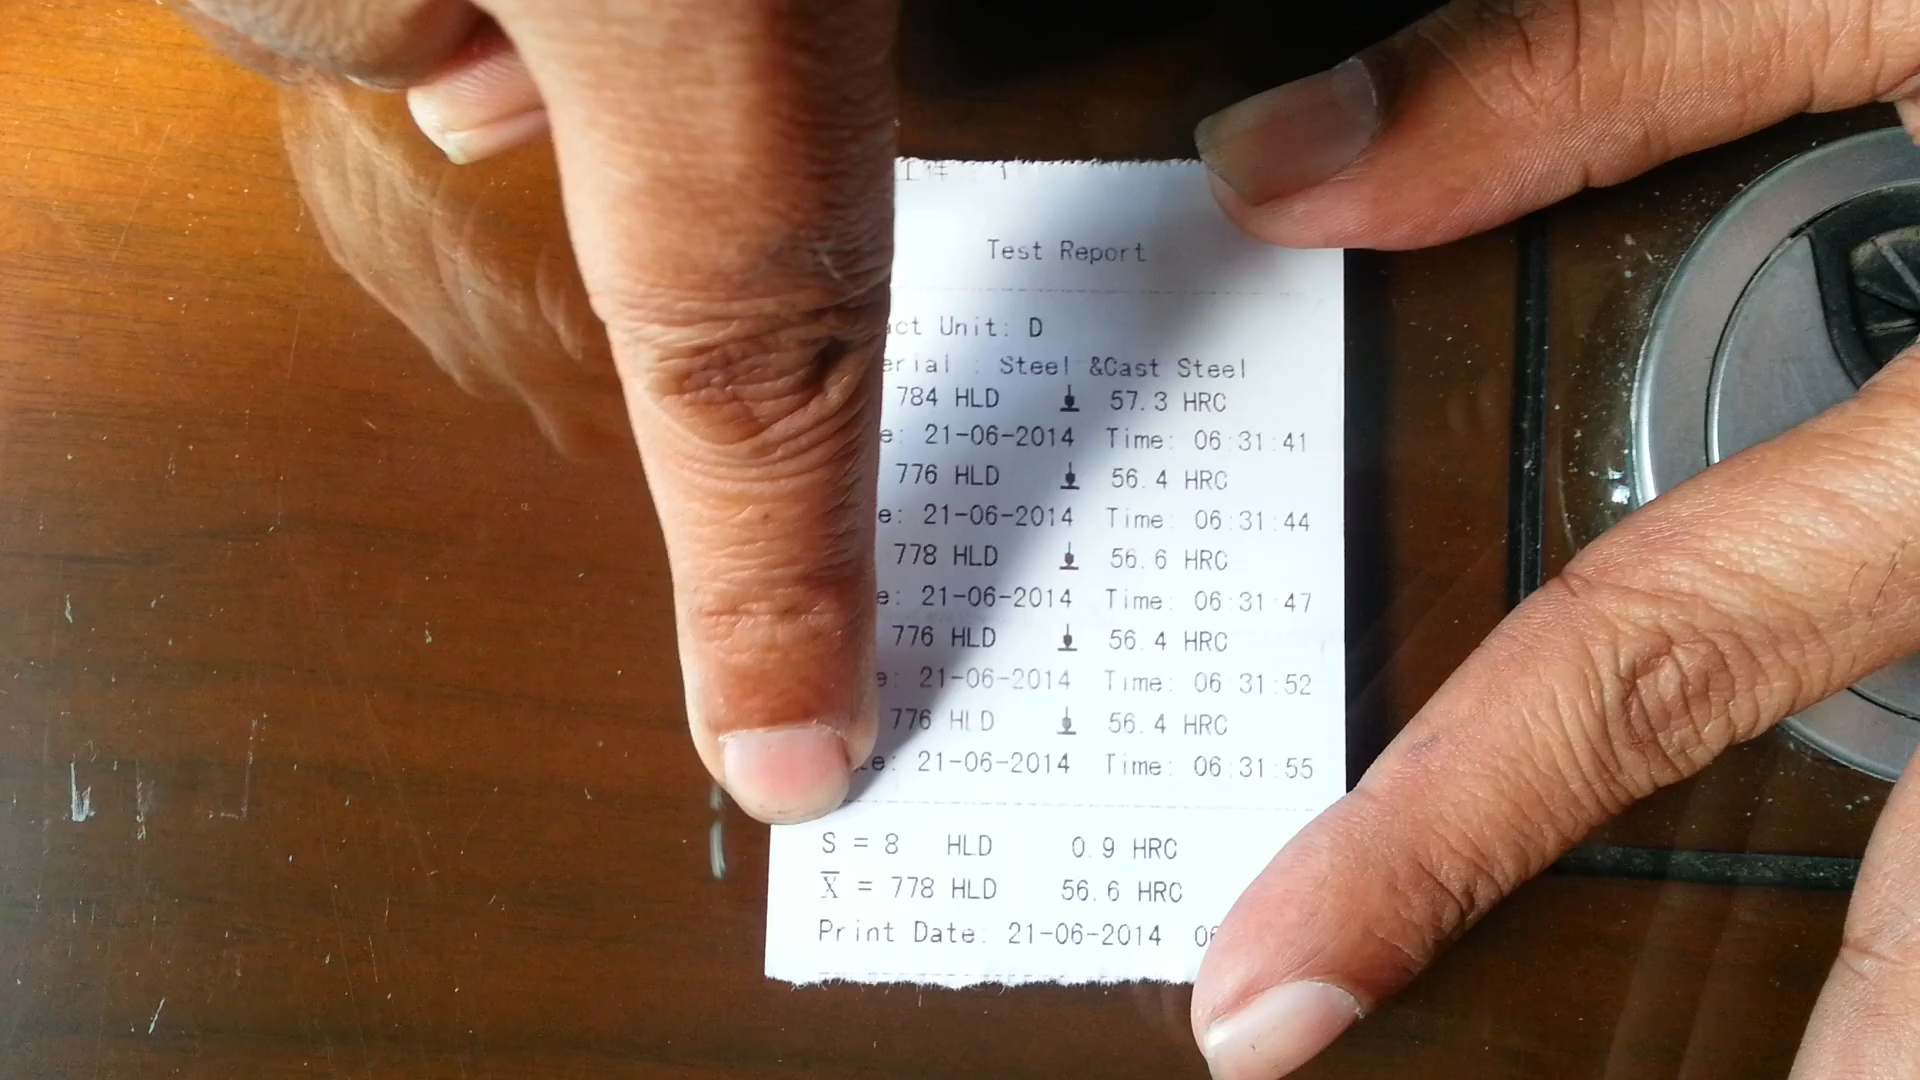 Test Report
Unit: D
: Steel &Cast Steel
784 HLD 57.3 HRC
21-06-2014 Time: 06:31:41
776 HLD 56.4 HRC
21-06-2014 Time: 06:31:44
778 HLD 56.6 HRC
21-06-2014 Time: 06:31:47
776 HLD 56.4 HRC
21-06-2014 Time: 06 31:52
776 HLD 56.4 HRC
21-06-2014 Time: 06:31:55
S = 8 HLD 0.9 HRC
X̅ = 778 HLD 56.6 HRC
Print Date: 21-06-2014